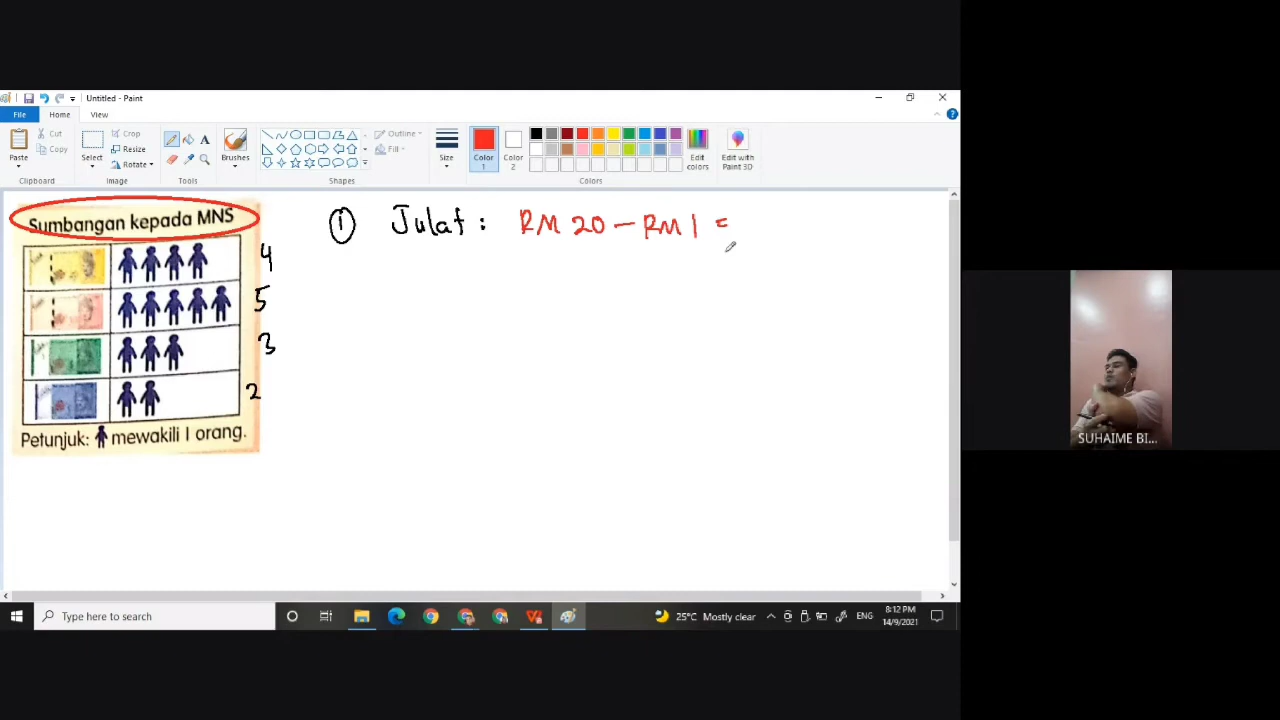 Untitled - Paint
File Home View
Paste
Cut
Copy
Clipboard
Select
Crop
Resize
Rotate
Image
Tools
Brushes
Outline
Fill
Shapes
Size
Color 1
Color 2
Edit colors
Edit with Paint 3D
Colors
Sumbangan kepada MNS
4
5
3
2
Petunjuk: mewakili 1 orang.
① Julat : RM 20 - RM 1 =
SUHAIME BI...
Type here to search
25°C Mostly clear
ENG
8:12 PM
14/9/2021